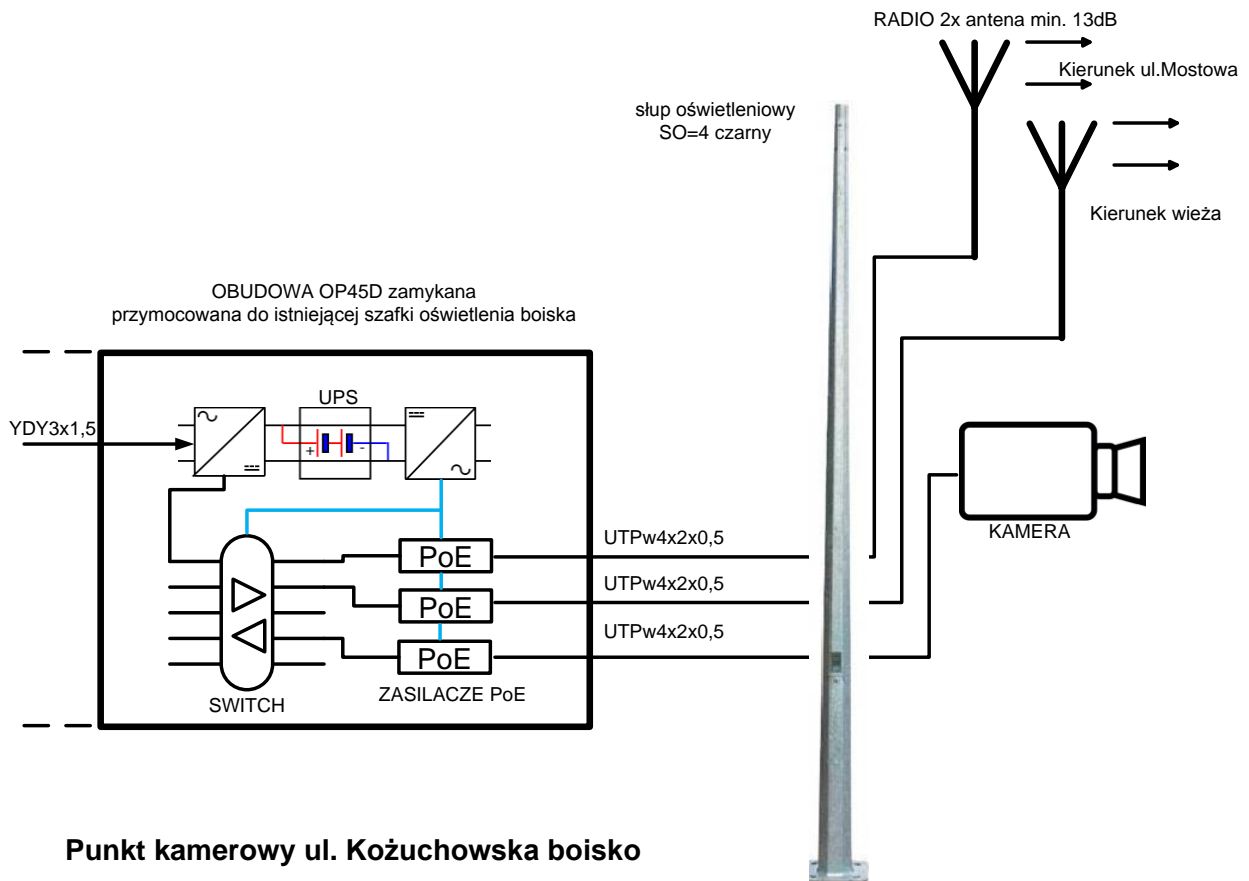 RADIO 2x antena min. 13dB
Kierunek ul.Mostowa
słup oświetleniowy
SO=4 czarny
Kierunek wieża
OBUDOWA OP45D zamykana
przymocowana do istniejącej szafki oświetlenia boiska
UPS
YDY3x1,5
+ -
UTPw4x2x0,5
KAMERA
PoE
UTPw4x2x0,5
PoE
UTPw4x2x0,5
PoE
SWITCH
ZASILACZE PoE
Punkt kamerowy ul. Kożuchowska boisko